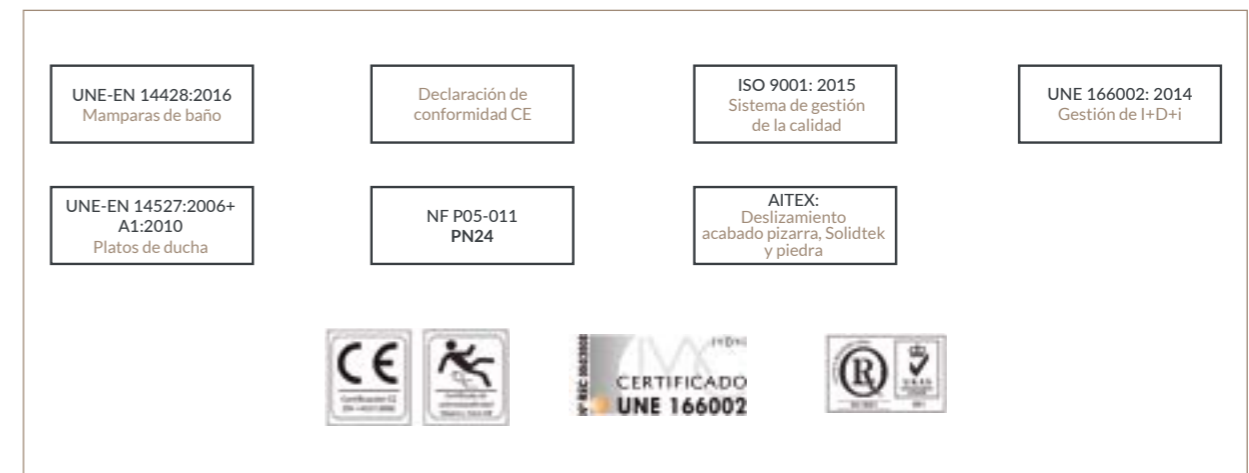 UNE-EN 14428:2016
Mamparas de baño
Declaración de
conformidad CE
ISO 9001: 2015
Sistema de gestión
de la calidad
UNE 166002: 2014
Gestión de I+D+i
UNE-EN 14527:2006+
A1:2010
Platos de ducha
NF P05-011
PN24
AITEX:
Deslizamiento
acabado pizarra, Solidtek
y piedra
CE
I+D+i
CERTIFICADO
UNE 166002
R
UKAS